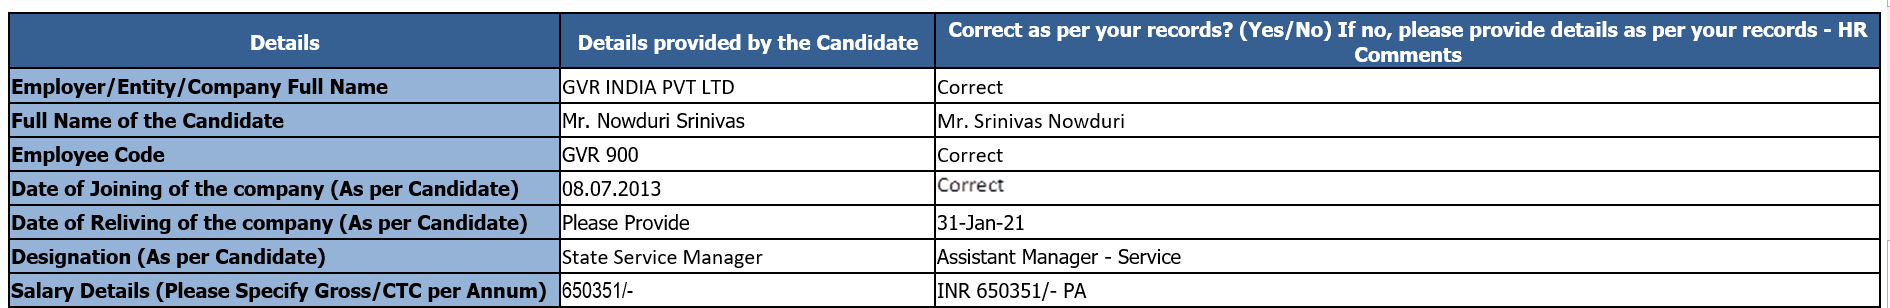 Details Details provided by the Candidate Correct as per your records? (Yes/No) If no, please provide details as per your records - HR
Comments
Employer/Entity/Company Full Name GVR INDIA PVT LTD Correct
Full Name of the Candidate Mr. Nowduri Srinivas Mr. Srinivas Nowduri
Employee Code GVR 900 Correct
Date of Joining of the company (As per Candidate) 08.07.2013 Correct
Date of Reliving of the company (As per Candidate) Please Provide 31-Jan-21
Designation (As per Candidate) State Service Manager Assistant Manager - Service
Salary Details (Please Specify Gross/CTC per Annum) 650351/- INR 650351/- PA